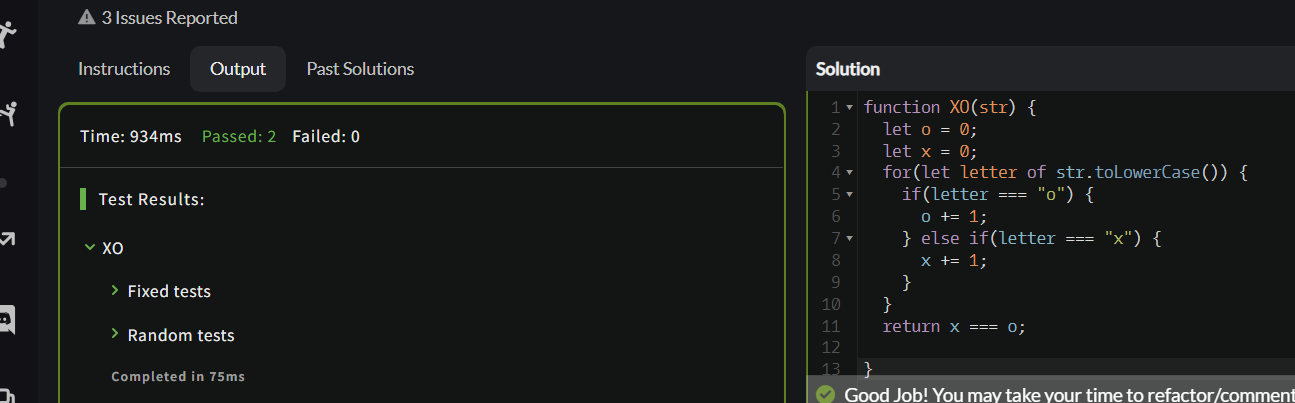 3 Issues Reported
Instructions Output Past Solutions
Time: 934ms Passed: 2 Failed: 0
Test Results:
XO
Fixed tests
Random tests
Completed in 75ms
Solution
1 function XO(str) {
2 let o = 0;
3 let x = 0;
4 for(let letter of str.toLowerCase()) {
5 if(letter === "o") {
6 o += 1;
7 } else if(letter === "x") {
8 x += 1;
9 }
10 }
11 return x === o;
12
13 }
Good Job! You may take your time to refactor/comment